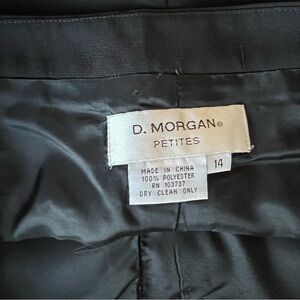 D. MORGAN®
PETITES
14
MADE IN CHINA
100% POLYESTER
RN 103737
DRY CLEAN ONLY